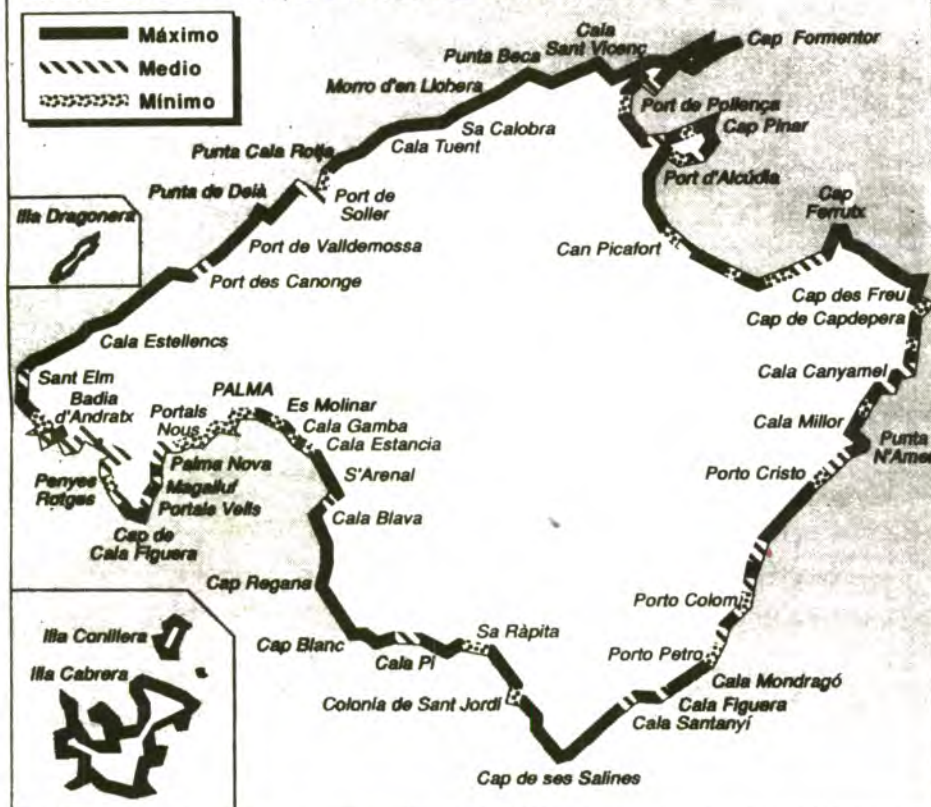 Máximo
Medio
Mínimo
Cala
Sant Vicenç
Cap Formentor
Punta Beca
Morro d'en Llobera
Port de Pollença
Sa Calobra
Cap Pinar
Cala Tuent
Punta Cala Rotja
Port d'Alcúdia
Punta de Deià
Port de
Soller
Cap
Ferrutx
Illa Dragonera
Port de Valldemossa
Can Picafort
Port des Canonge
Cap des Freu
Cap de Capdepera
Cala Estellencs
Cala Canyamel
Sant Elm
Badia
d'Andratx
PALMA
Portals
Nous
Es Molinar
Cala Gamba
Cala Estancia
Cala Millor
Punta
N'Amer
Penyes
Rotges
Palma Nova
Magalluf
Portals Vells
S'Arenal
Porto Cristo
Cala Blava
Cap de
Cala Figuera
Cap Regana
Porto Colom
Illa Conillera
Cap Blanc
Sa Ràpita
Cala Pi
Porto Petro
Illa Cabrera
Cala Mondragó
Colonia de Sant Jordi
Cala Figuera
Cala Santanyí
Cap de ses Salines